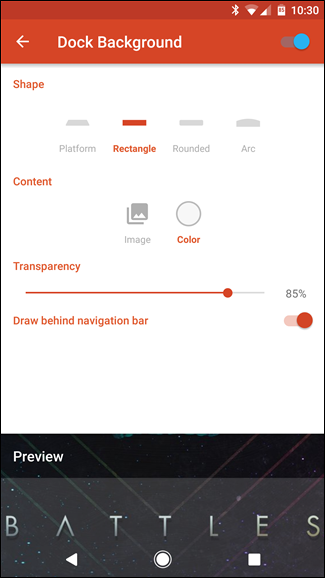 10:30
Dock Background
Shape
Platform Rectangle Rounded Arc
Content
Image Color
Transparency
85%
Draw behind navigation bar
Preview
BATTLES